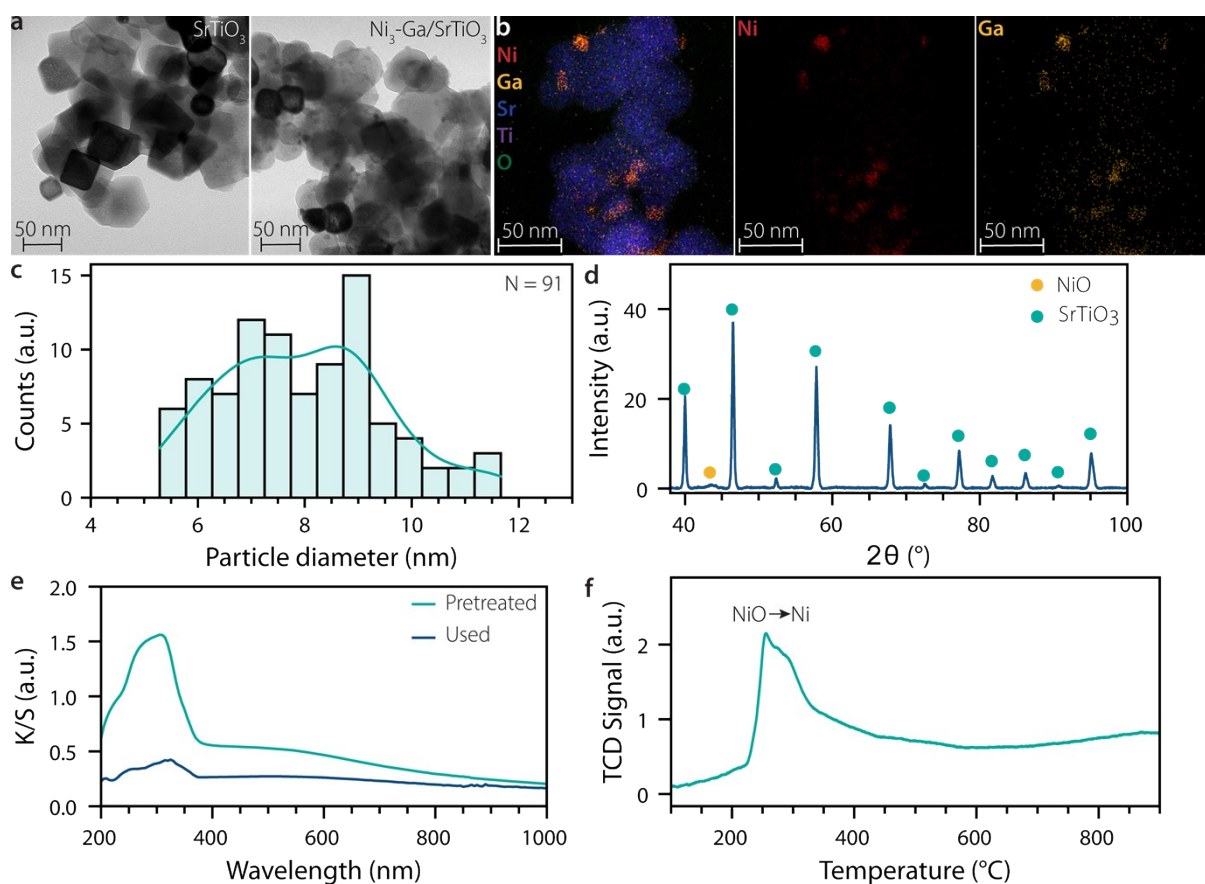 a
SrTiO₃
Ni₃-Ga/SrTiO₃
50 nm
50 nm
b
Ni
Ga
Sr
Ti
O
50 nm
Ni
50 nm
Ga
50 nm
c
N = 91
15
10
5
0
Counts (a.u.)
4 6 8 10 12
Particle diameter (nm)
d
NiO
SrTiO₃
40
20
0
Intensity (a.u.)
40 60 80 100
2θ (°)
e
Pretreated
Used
2.0
1.5
1.0
0.5
0.0
K/S (a.u.)
200 400 600 800 1000
Wavelength (nm)
f
NiO→Ni
2
1
0
TCD Signal (a.u.)
200 400 600 800
Temperature (°C)